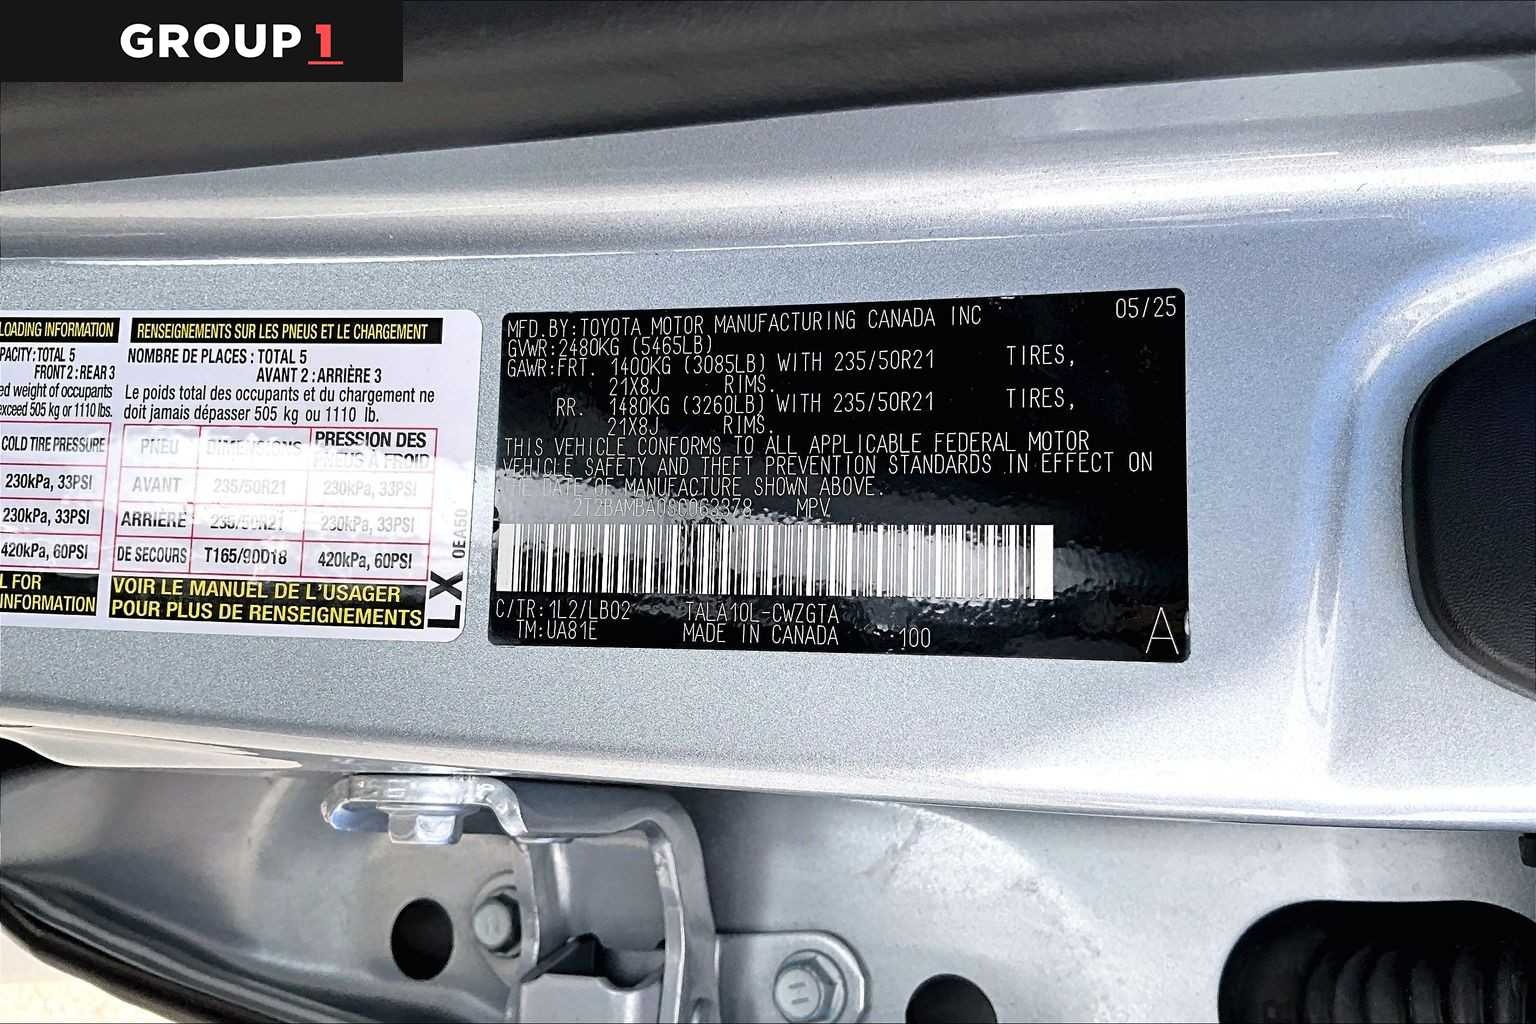 GROUP 1
LOADING INFORMATION
PACITY: TOTAL 5
FRONT 2 : REAR 3
ed weight of occupants
exceed 505 kg or 1110 lbs.
COLD TIRE PRESSURE
230kPa, 33PSI
230kPa, 33PSI
420kPa, 60PSI
L FOR
INFORMATION
RENSEIGNEMENTS SUR LES PNEUS ET LE CHARGEMENT
NOMBRE DE PLACES : TOTAL 5
AVANT 2 : ARRIÈRE 3
Le poids total des occupants et du chargement ne
doit jamais dépasser 505 kg ou 1110 lb.
PNEU DIMENSIONS PRESSION DES
PNEUS À FROID
AVANT 235/50R21 230kPa, 33PSI
ARRIÈRE 235/50R21 230kPa, 33PSI
DE SECOURS T165/90D18 420kPa, 60PSI
VOIR LE MANUEL DE L'USAGER
POUR PLUS DE RENSEIGNEMENTS
LX 0EA50
05/25
MFD.BY:TOYOTA MOTOR MANUFACTURING CANADA INC
GVWR:2480KG (5465LB)
GAWR:FRT. 1400KG (3085LB) WITH 235/50R21 TIRES,
21X8J RIMS.
RR. 1480KG (3260LB) WITH 235/50R21 TIRES,
21X8J RIMS.
THIS VEHICLE CONFORMS TO ALL APPLICABLE FEDERAL MOTOR
VEHICLE SAFETY AND THEFT PREVENTION STANDARDS IN EFFECT ON
THE DATE OF MANUFACTURE SHOWN ABOVE.
2T2BAMBA0SC063378 MPV
C/TR:1L2/LB02 TALA10L-CWZGTA
TM:UA81E MADE IN CANADA 100
A